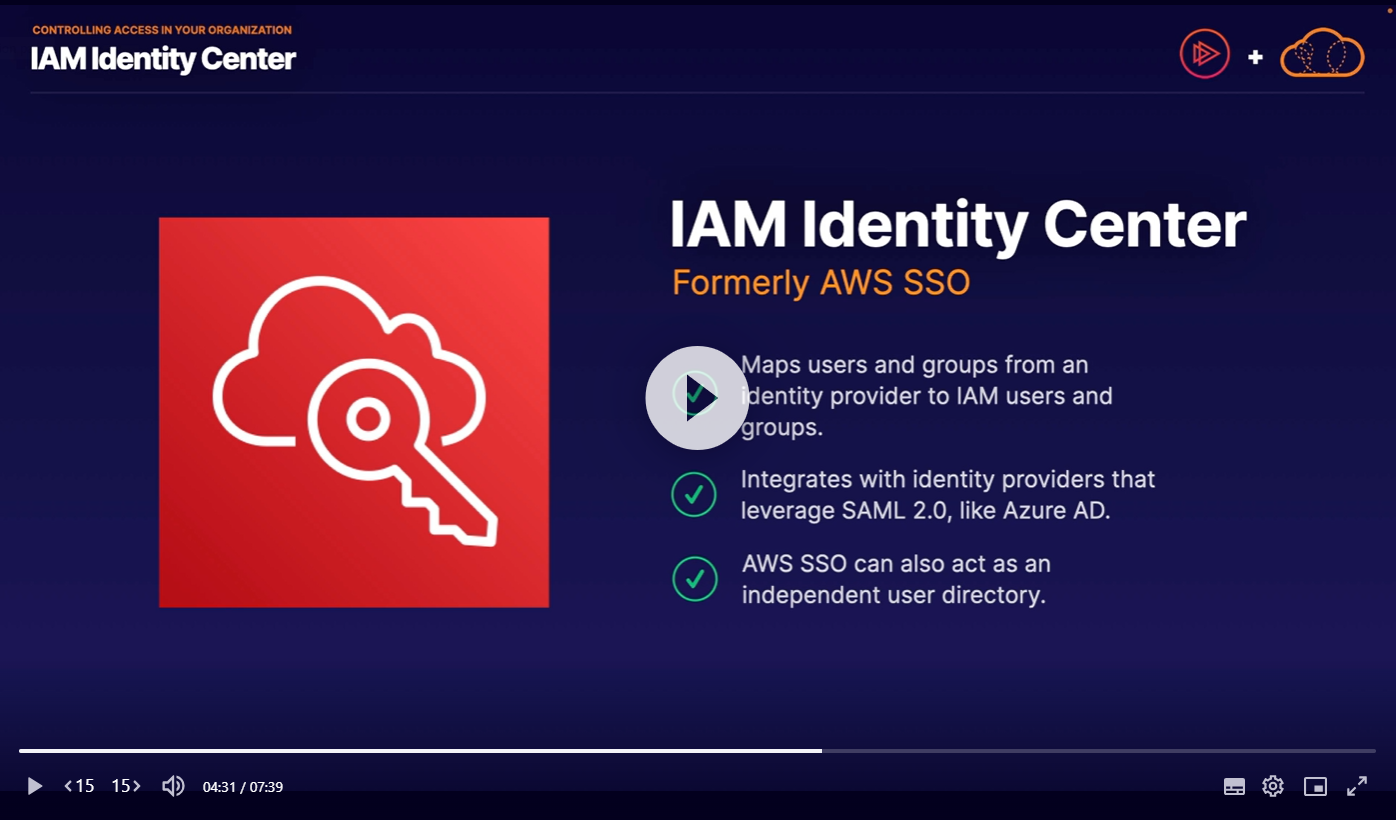 CONTROLLING ACCESS IN YOUR ORGANIZATION
IAM Identity Center
IAM Identity Center
Formerly AWS SSO
Maps users and groups from an
identity provider to IAM users and
groups.
Integrates with identity providers that
leverage SAML 2.0, like Azure AD.
AWS SSO can also act as an
independent user directory.
15 15 04:31 / 07:39